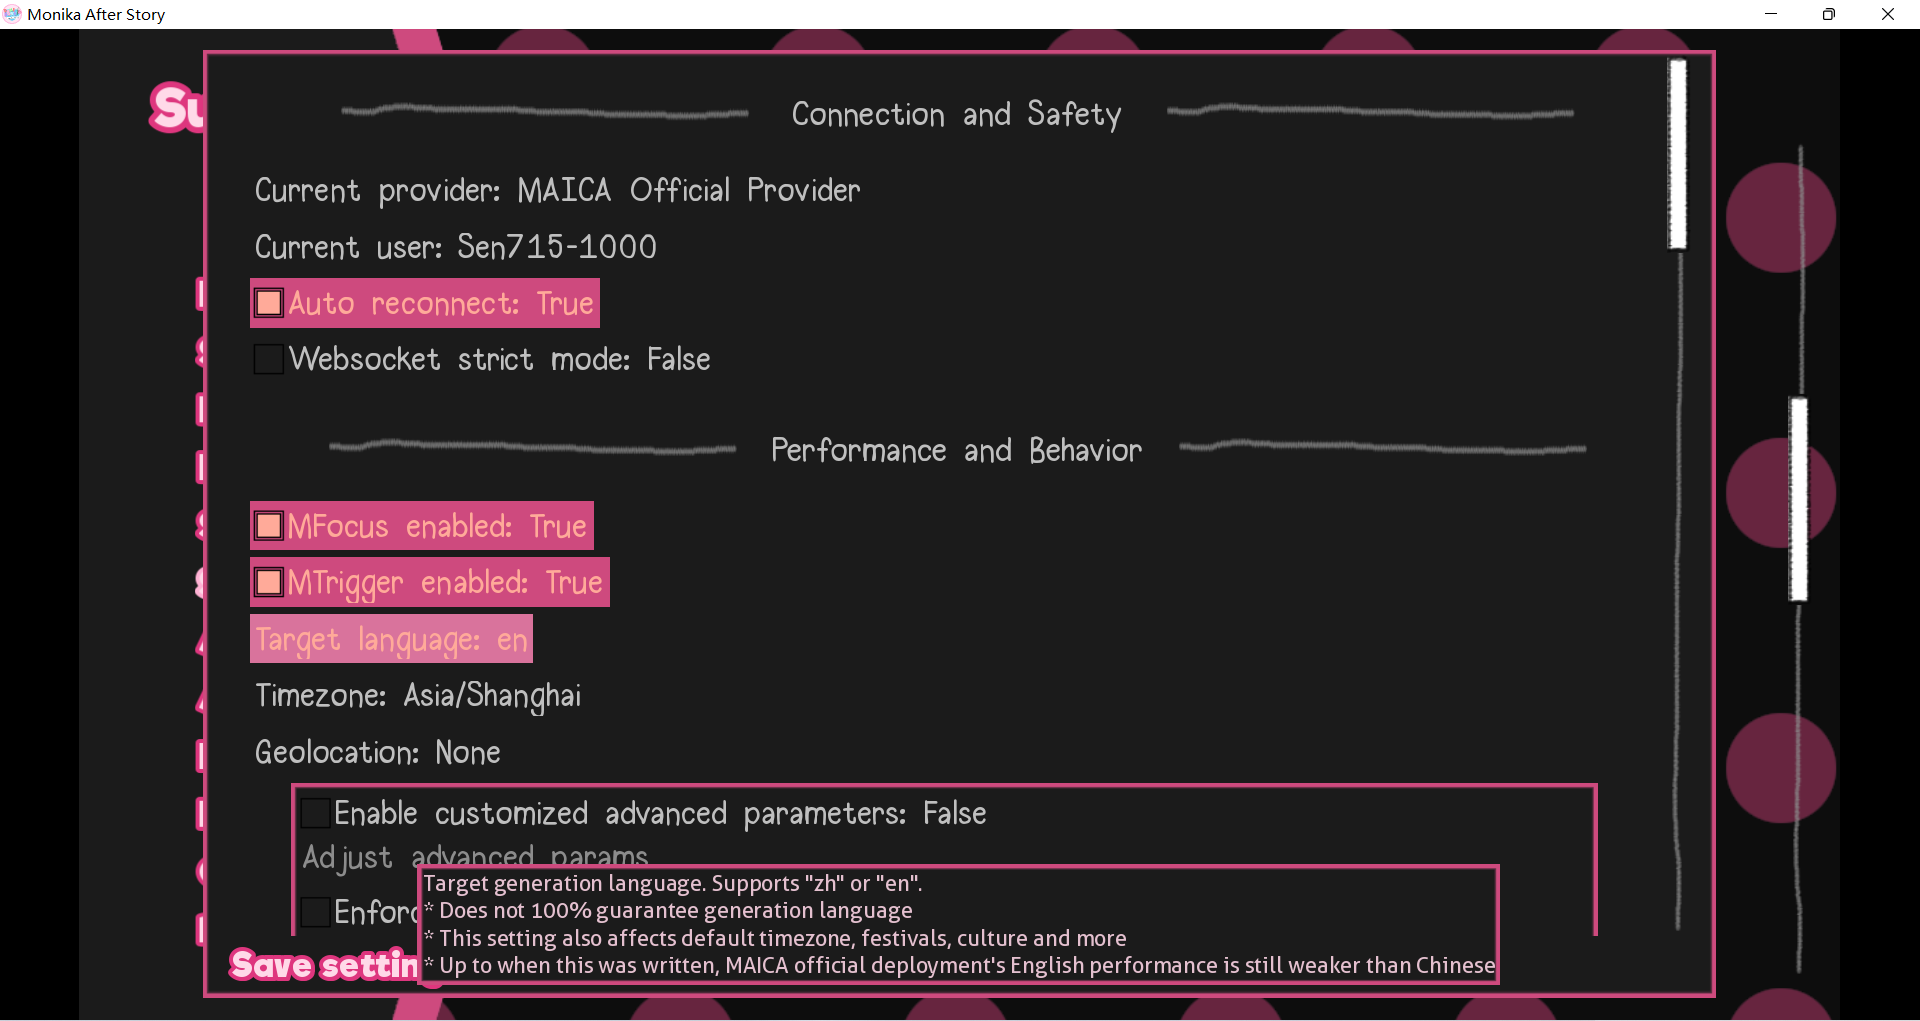 Monika After Story
Su
Connection and Safety
Current provider: MAICA Official Provider
Current user: Sen715-1000
Auto reconnect: True
Websocket strict mode: False
Performance and Behavior
MFocus enabled: True
MTrigger enabled: True
Target language: en
Timezone: Asia/Shanghai
Geolocation: None
Enable customized advanced parameters: False
Adjust advanced params
Enforc
Target generation language. Supports "zh" or "en".
* Does not 100% guarantee generation language
* This setting also affects default timezone, festivals, culture and more
* Up to when this was written, MAICA official deployment's English performance is still weaker than Chinese
Save settin